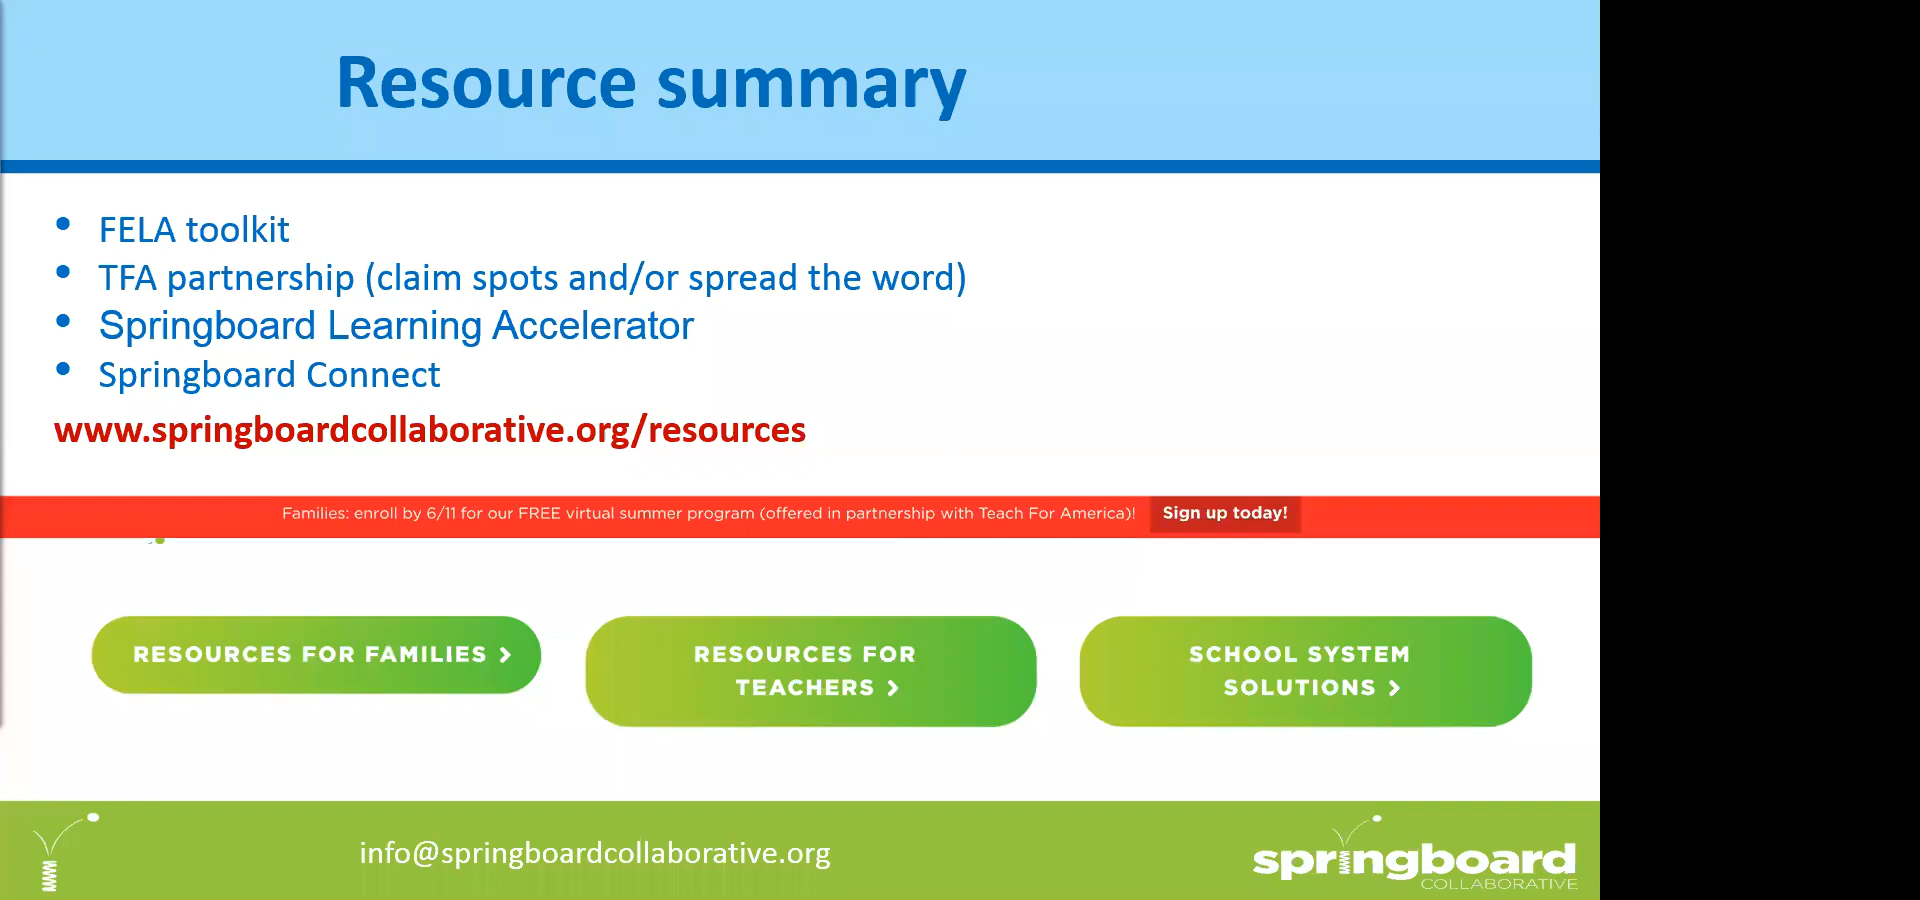 Resource summary
• FELA toolkit
• TFA partnership (claim spots and/or spread the word)
• Springboard Learning Accelerator
• Springboard Connect
www.springboardcollaborative.org/resources
Families: enroll by 6/11 for our FREE virtual summer program (offered in partnership with Teach For America)! Sign up today!
RESOURCES FOR FAMILIES >
RESOURCES FOR
TEACHERS >
SCHOOL SYSTEM
SOLUTIONS >
info@springboardcollaborative.org
springboard
COLLABORATIVE